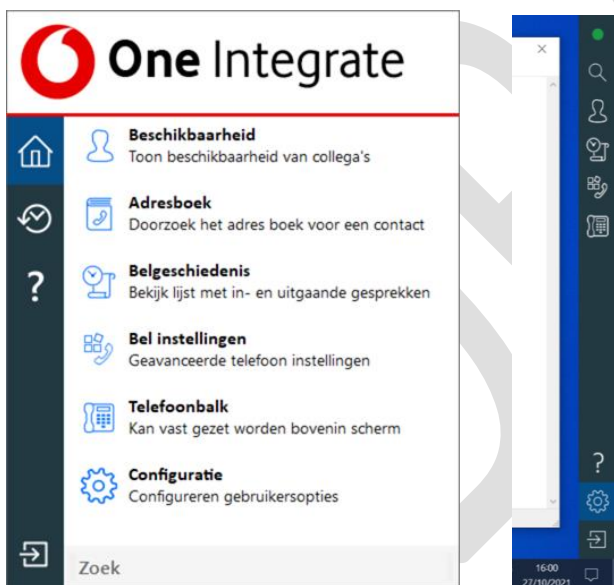 One Integrate
Beschikbaarheid
Toon beschikbaarheid van collega's
Adresboek
Doorzoek het adres boek voor een contact
Belgeschiedenis
Bekijk lijst met in- en uitgaande gesprekken
Bel instellingen
Geavanceerde telefoon instellingen
Telefoonbalk
Kan vast gezet worden bovenin scherm
Configuratie
Configureren gebruikersopties
Zoek
?
?
16:00
27/10/2021